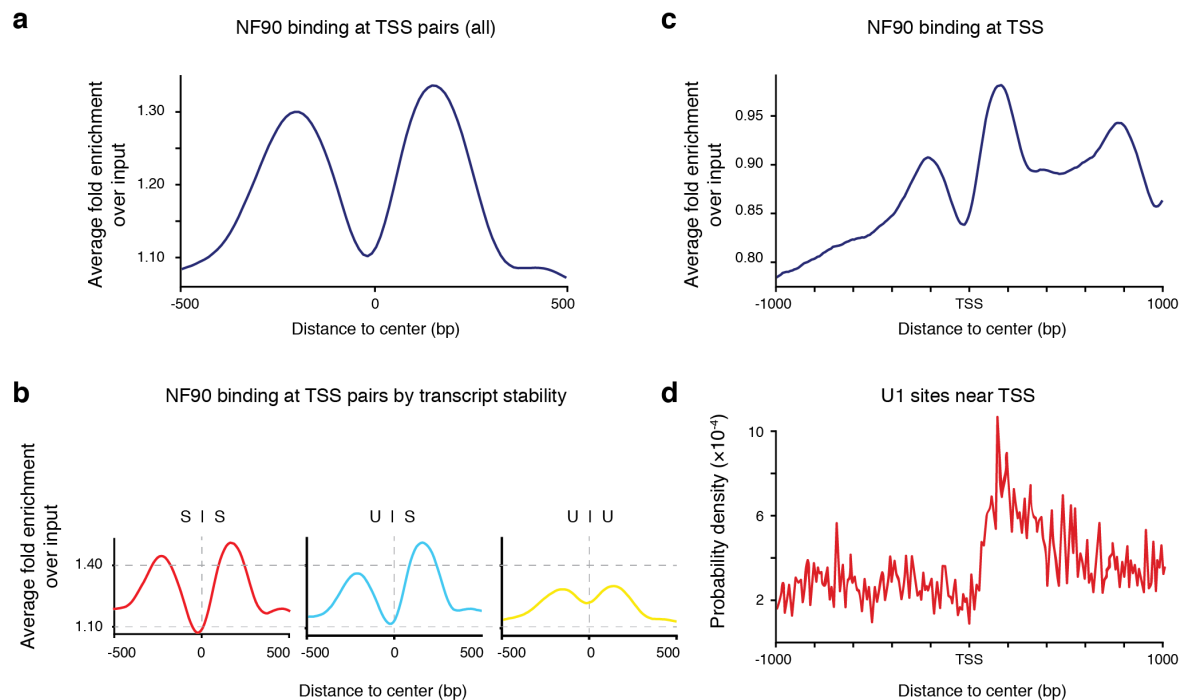 a
NF90 binding at TSS pairs (all)
Average fold enrichment
over input
1.30
1.20
1.10
-500
0
500
Distance to center (bp)
c
NF90 binding at TSS
Average fold enrichment
over input
0.95
0.90
0.85
0.80
-1000
TSS
1000
Distance to center (bp)
b
NF90 binding at TSS pairs by transcript stability
Average fold enrichment
over input
S | S
U | S
U | U
1.40
1.10
-500
0
500
-500
0
500
-500
0
500
Distance to center (bp)
d
U1 sites near TSS
Probability density (×10⁻⁴)
10
6
2
-1000
TSS
1000
Distance to center (bp)